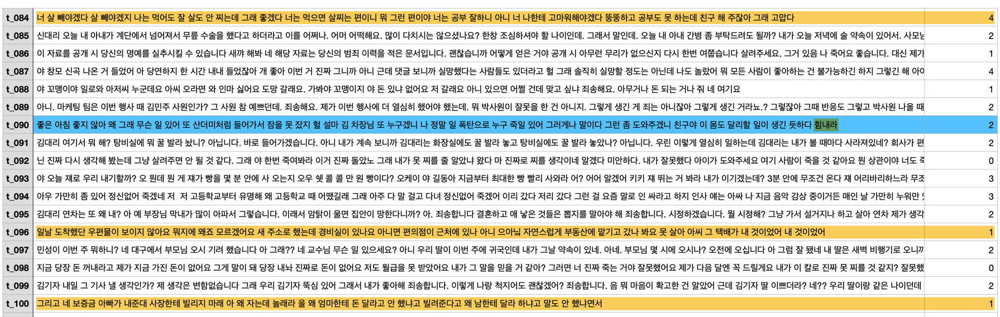 t_084 너 살 빼야겠다 살 빼야겠지 나는 먹어도 잘 살도 안 찌는데 그래 좋겠다 너는 먹으면 살찌는 편이니 뭐 그런 편이야 너는 공부 잘하니 아니 너 나한테 고마워해야겠다 뚱뚱하고 공부도 못 하는데 친구 해 주잖아 그래 고맙다 4
t_085 신대리 오늘 내 아내가 계단에서 넘어져서 무릎 수술을 했다고 하더라고 이를 어쩌나. 어머 어떡해요. 많이 다치시는 않으셨나요? 한창 조심하셔야 할 나이인데. 그래서 말인데. 오늘 내 아내 간병 좀 부탁드려도 될까? 내가 오늘 저녁에 술 약속이 있어서. 사모님 2
t_086 이 자료를 공개 시 당신의 명예를 실추시킬 수 있습니다 새꺄 해봐 네 해당 자료는 당신의 범죄 이력을 적은 문서입니다. 괜찮습니까 어떻게 얻은 거야 공개 시 아무런 무리가 없으신지 다시 한번 여쭙습니다 살려주세요. 그거 있음 나 죽어요 좋습니다. 대신 제가 1
t_087 야 창모 신곡 나온 거 들었어 아 당연하지 한 시간 내내 들었잖아 개 좋아 이번 거 진짜 그니까 아니 근데 댓글 보니까 실망했다는 사람들도 있더라고 헐 그래 솔직히 실망할 정도는 아닌데 나도 놀랐어 뭐 모든 사람이 좋아하는 건 불가능하긴 하지 그렇긴 해 아이 4
t_088 야 꼬맹이야 일로와 아저씨 누군데요 아씨 오라면 와 인마 싫어요 도망 갈래요. 가봐야 꼬맹이지 야 돈 있냐 없어요 저 갈래요 아니 있으면 어쩔 건데 맞고 싶냐 죄송해요. 아무거나 돈 되는 거나 줘 네 여기요 1
t_089 아니. 마케팅 팀은 이번 행사 때 김민주 사원인가? 그 사원 참 예쁘던데. 죄송해요. 제가 이번 행사에 더 열심히 했어야 했는데. 뭐 박사원이 잘못을 한 건 아니지. 그렇게 생긴 게 죄는 아니잖아 그렇게 생긴 거라뇨.? 그렇잖아 그때 반응도 그렇고 박사원 나올 때 2
t_090 좋은 아침 좋지 않아 왜 그래 무슨 일 있어 또 산더미처럼 들어가서 잠을 못 잤지 헐 설마 김 차장님 또 누구겠니 나 정말 일 폭탄으로 누구 죽일 있어 그러게나 말이다 그런 좀 도와주겠니 친구야 이 몸도 달리할 일이 생긴 듯하다 힘내라 2
t_091 김대리 여기서 뭐 해? 탕비실에 뭐 꿀 발라 놨니? 아닙니다. 바로 들어가겠습니다. 아니 내가 계속 보니까 김대리는 화장실에도 꿀 발라 놓고 탕비실에도 꿀 발라 놓았나? 아닙니다. 우린 이렇게 열심히 일하는데 김대리는 내가 볼 때마다 사라져있네? 회사가 편 2
t_092 닌 진짜 다시 생각해 봤는데 그냥 살려주면 안 될 것 같다. 그래 야 한번 죽여봐라 이거 진짜 돌았노 그래 내가 못 찌를 줄 알았냐 왔다 마 진짜로 찌를 생각이네 알겠다 미안하다. 내가 잘못했다 아이가 도와주세요 여기 사람이 죽을 것 같아요 뭔 상관이야 너도 0
t_093 야 오늘 쟤로 우리 내기할까? 오 뭔데 뭔 게 쟤가 빵을 몇 분 안에 사 오는지 오우 쉣 콜 콜 만 원 빵이다? 오케이 야 길동아 지금부터 최대한 빵 빨리 사와라 어? 어어 알겠어 키키 쟤 뛰는 거 봐라 내가 이기겠는데? 3분 안에 무조건 온다 쟤 어리바리하느라 무조 3
t_094 아우 가만히 좀 있어 정신없어 죽겠네 저 저 고등학교부터 유명해 왜 고등학교 때 어땠길래 그래 아주 다 말 걸고 다녀 정신없어 죽겠어 이리 갔다 저리 갔다 그런 걸 요즘 말로 인 싸라고 하지 인사 얘는 아싸 나 지금 음악 감상 중이거든 매인 날 가만히 누워만 3
t_095 김대리 연차는 또 왜 내? 아 예 부장님 막내가 많이 아파서 그렇습니다. 이래서 암탉이 울면 집안이 망한다니까? 아. 죄송합니다 결혼하고 애 낳은 것들은 뽑지를 말아야 해 죄송합니다. 시정하겠습니다. 뭘 시정해? 그냥 가서 설거지나 하고 살아 연차 제가 생각 2
t_096 일날 도착했단 우편물이 보이지 않아요 뭐지에 왜죠 모르겠어요 새 주소로 했는데 경비실이 있나요 아니면 편의점이 근처에 있나 아니 으아닠 자연스럽게 부동산에 맡기고 갔나 봐요 못 살아 아씨 그 택배가 내 것이었어 내 것이었어 1
t_097 민성이 이번 주 뭐하니? 네 대구에서 부모님 오시 기려 했습니다 아 그래?? 네 교수님 무슨 일 있으세요? 아니 우리 딸이 이번 주에 귀국인데 내가 그날 약속이 있네. 아네. 부모님 몇 시에 오시나? 오전에 오십니다 아 그럼 잘 됐네 내 딸은 새벽 비행기로 오니까 2
t_098 지금 당장 돈 꺼내라고 제가 지금 가진 돈이 없어요 그게 말이 돼 당장 내놔 진짜로 돈이 없어요 저도 월급을 못 받았어요 내가 그 말을 믿을 거 같아? 그러면 너 진짜 죽는 거야 잘못했어요 제가 다음 달엔 꼭 드릴게요 내가 이 칼로 진짜 못 찌를 것 같지? 잘못했 0
t_099 김기자 내일 그 기사 낼 생각인가? 제 생각은 변함없습니다 그래 우리 김기자 뚝심 있어 그래서 내가 좋아해 죄송합니다. 이렇게 나랑 척지어도 괜찮겠어? 죄송합니다. 음 뭐 마음이 확고한 건 알았어 근데 김기자 딸 이쁘더라? 네?? 우리 딸이랑 같은 나이던데 2
t_100 그리고 네 보증금 아빠가 내준대 사장한테 빌리지 마래 아 왜 자는데 놀래라 을 왜 엄마한테 돈 달라고 안 했냐고 빌려준다고 왜 남한테 달라 하냐고 말도 안 했냐면서 1